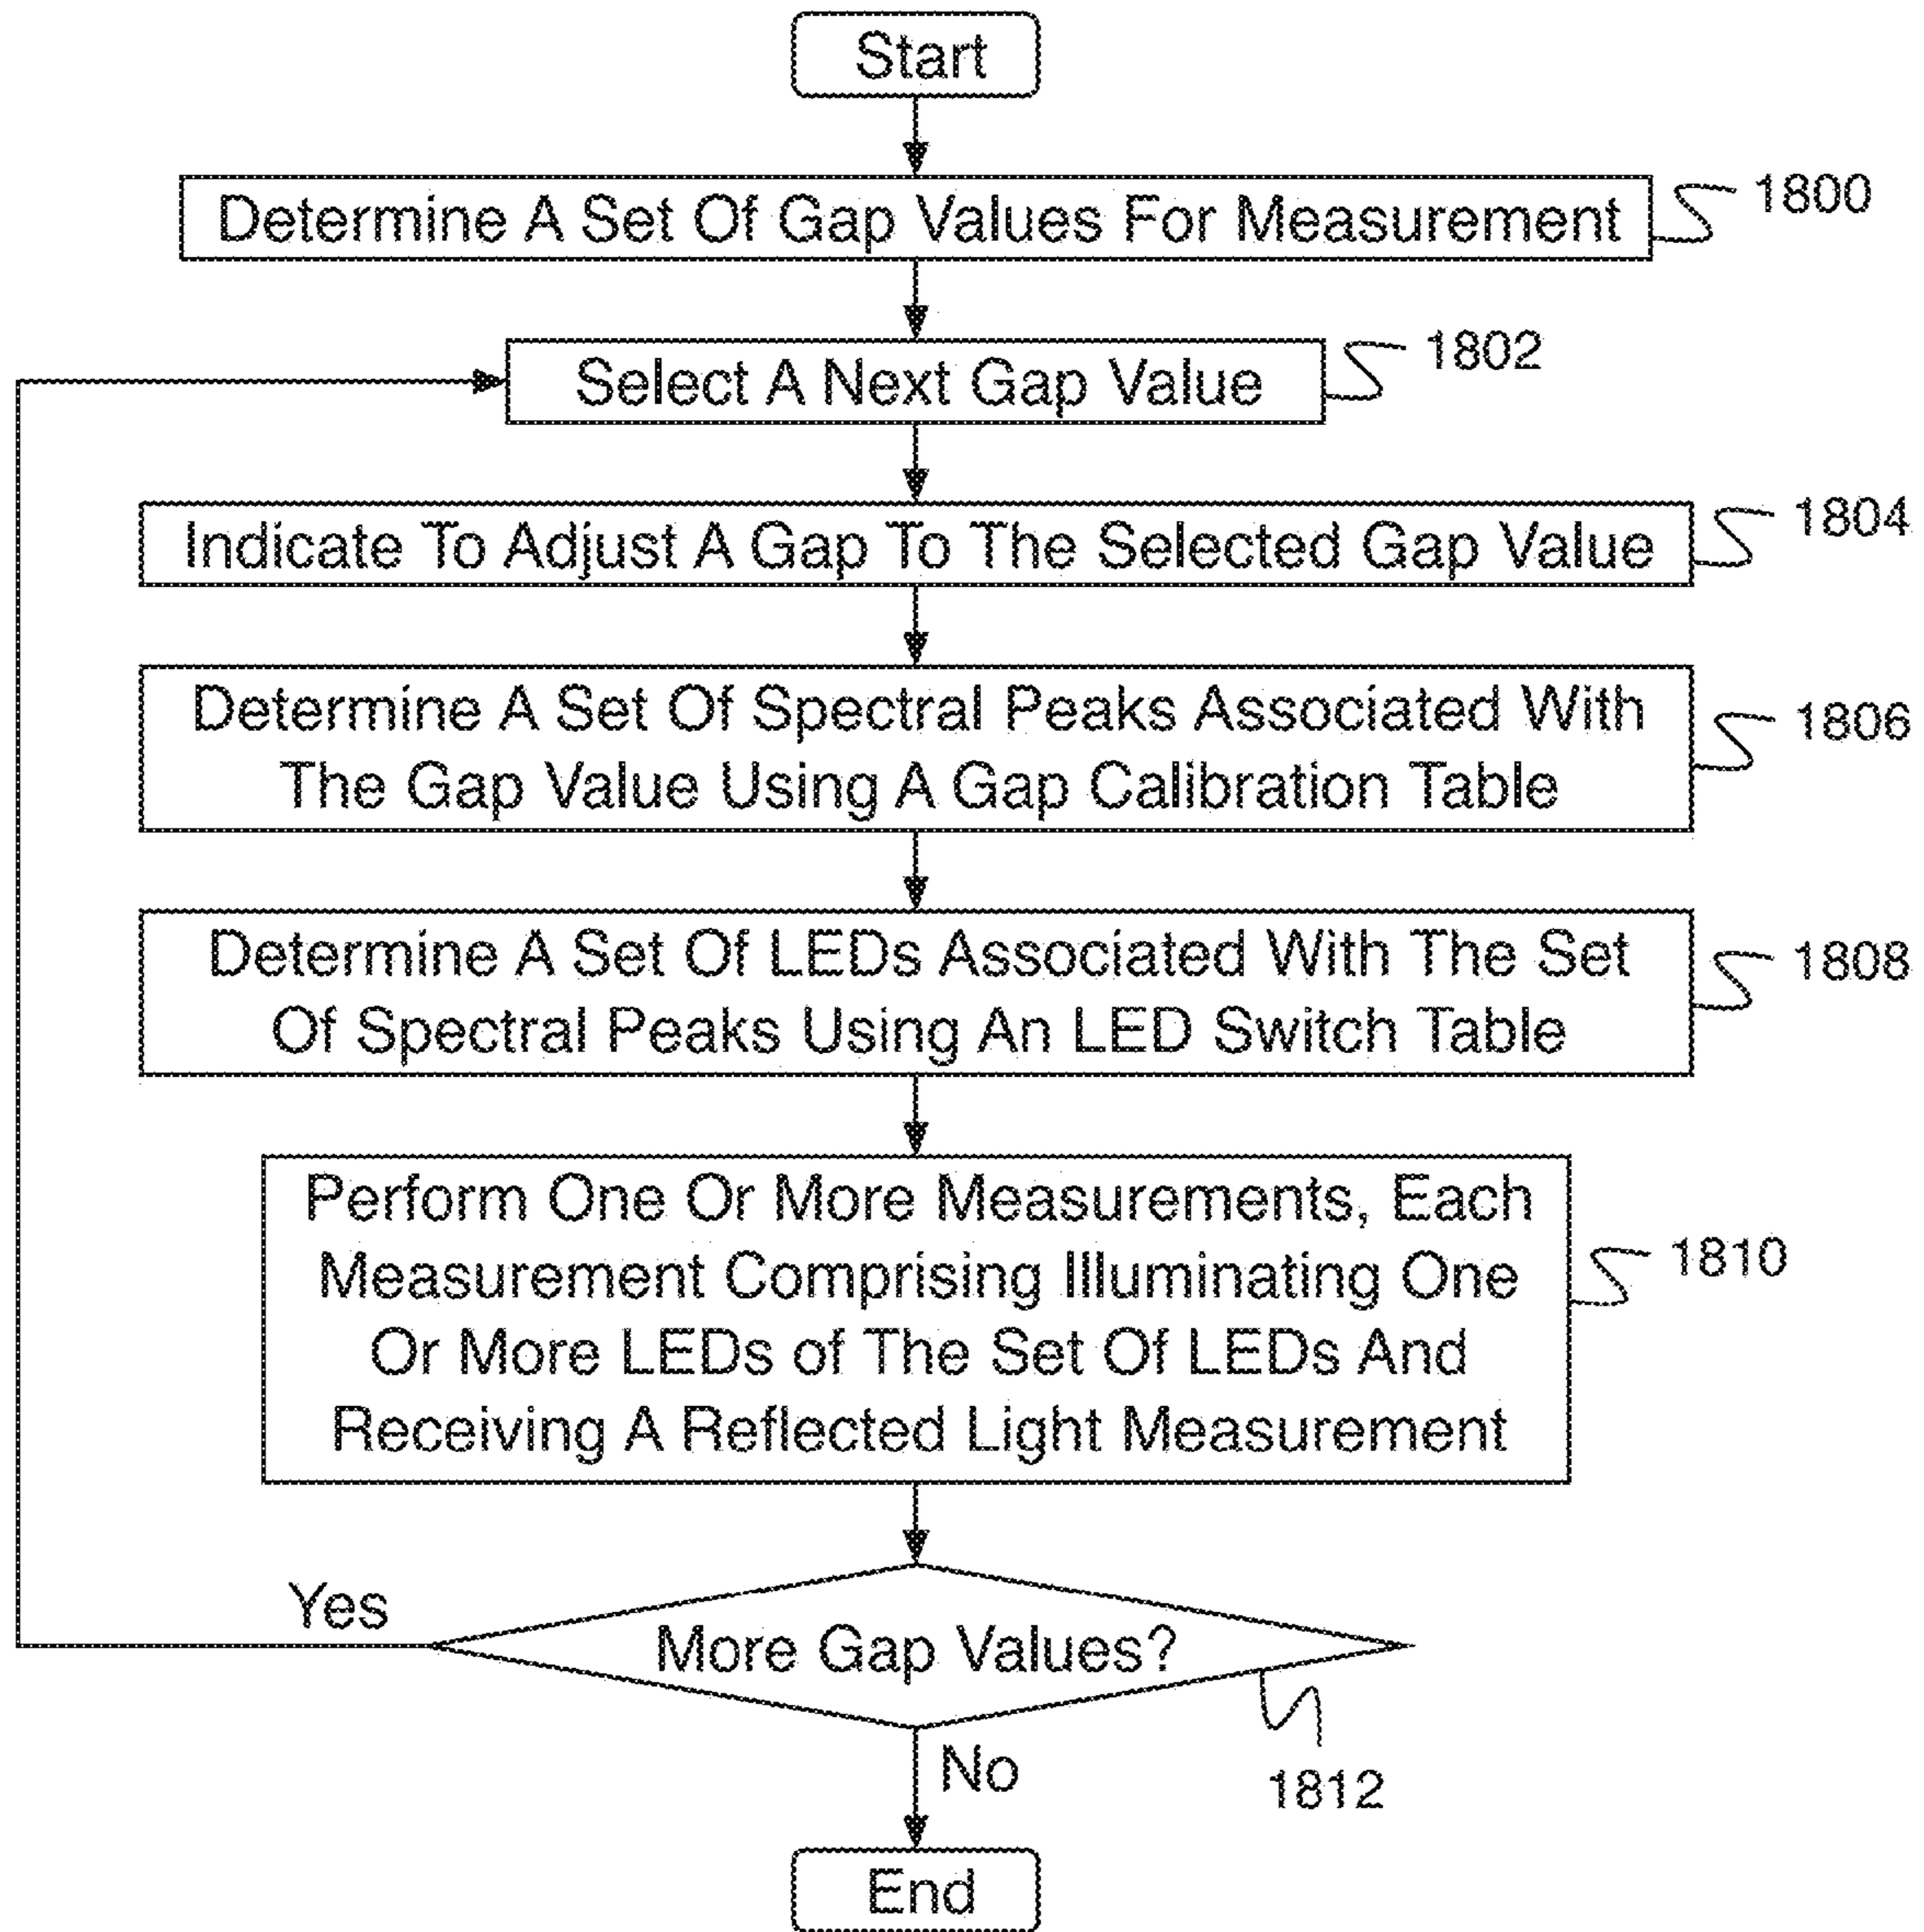 Start
Determine A Set Of Gap Values For Measurement
1800
Select A Next Gap Value
1802
Indicate To Adjust A Gap To The Selected Gap Value
1804
Determine A Set Of Spectral Peaks Associated With
The Gap Value Using A Gap Calibration Table
1806
Determine A Set Of LEDs Associated With The Set
Of Spectral Peaks Using An LED Switch Table
1808
Perform One Or More Measurements, Each
Measurement Comprising Illuminating One
Or More LEDs of The Set Of LEDs And
Receiving A Reflected Light Measurement
1810
Yes
More Gap Values?
1812
No
End